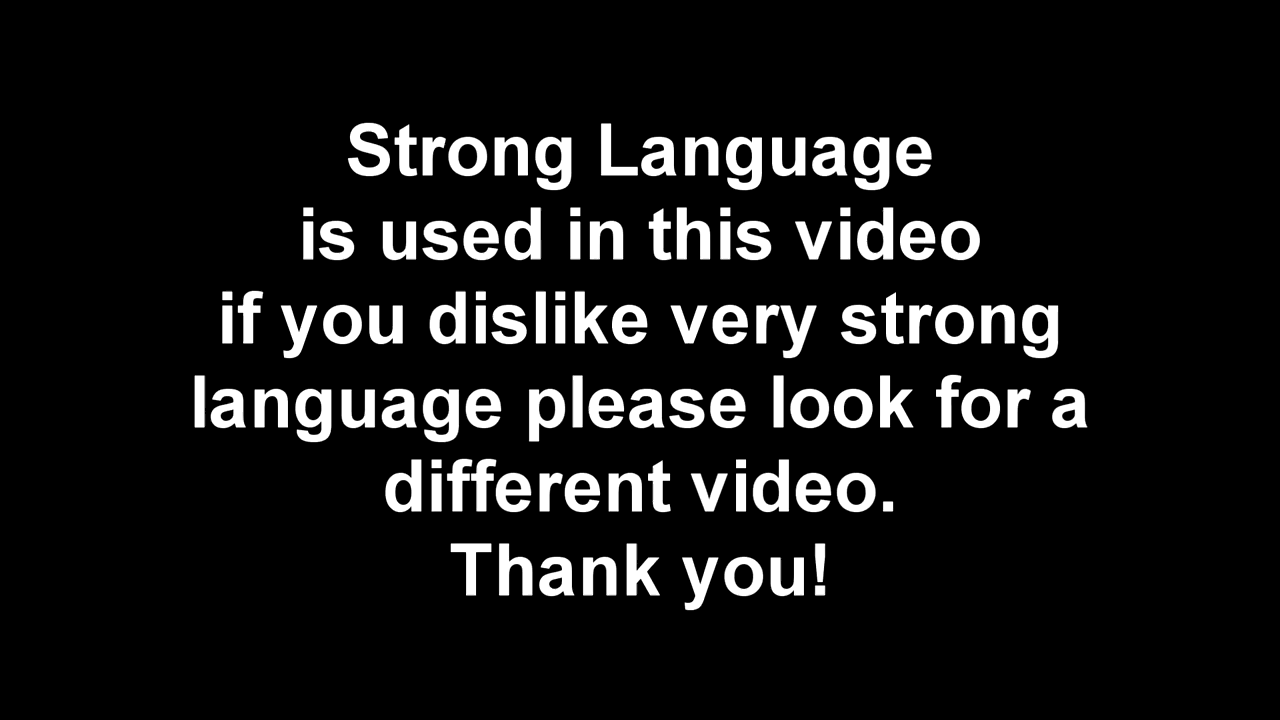 Strong Language
is used in this video
if you dislike very strong
language please look for a
different video.
Thank you!